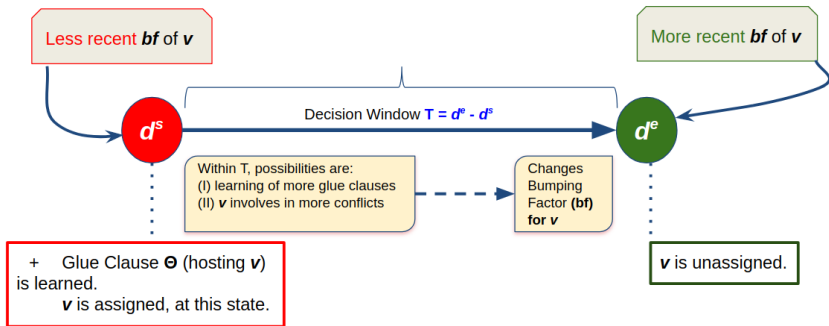 Less recent bf of v
More recent bf of v
Decision Window T = dᵉ - dˢ
dˢ
dᵉ
Within T, possibilities are:
(I) learning of more glue clauses
(II) v involves in more conflicts
Changes
Bumping
Factor (bf)
for v
+ Glue Clause Θ (hosting v)
is learned.
v is assigned, at this state.
v is unassigned.